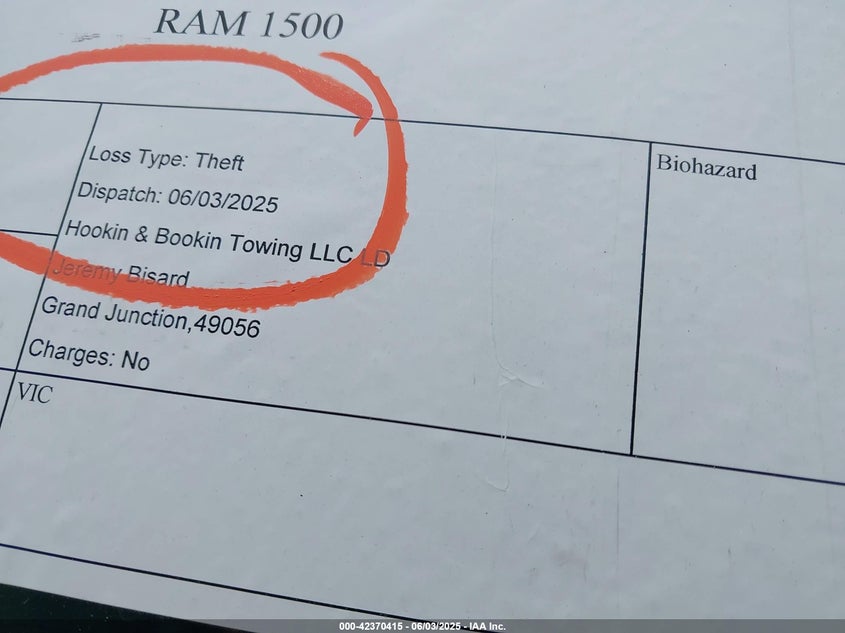 RAM 1500
Loss Type: Theft
Dispatch: 06/03/2025
Hookin & Bookin Towing LLC LD
Jeremy Bisard
Grand Junction,49056
Charges: No
Biohazard
VIC
000-42370415 - 06/03/2025 - IAA Inc.